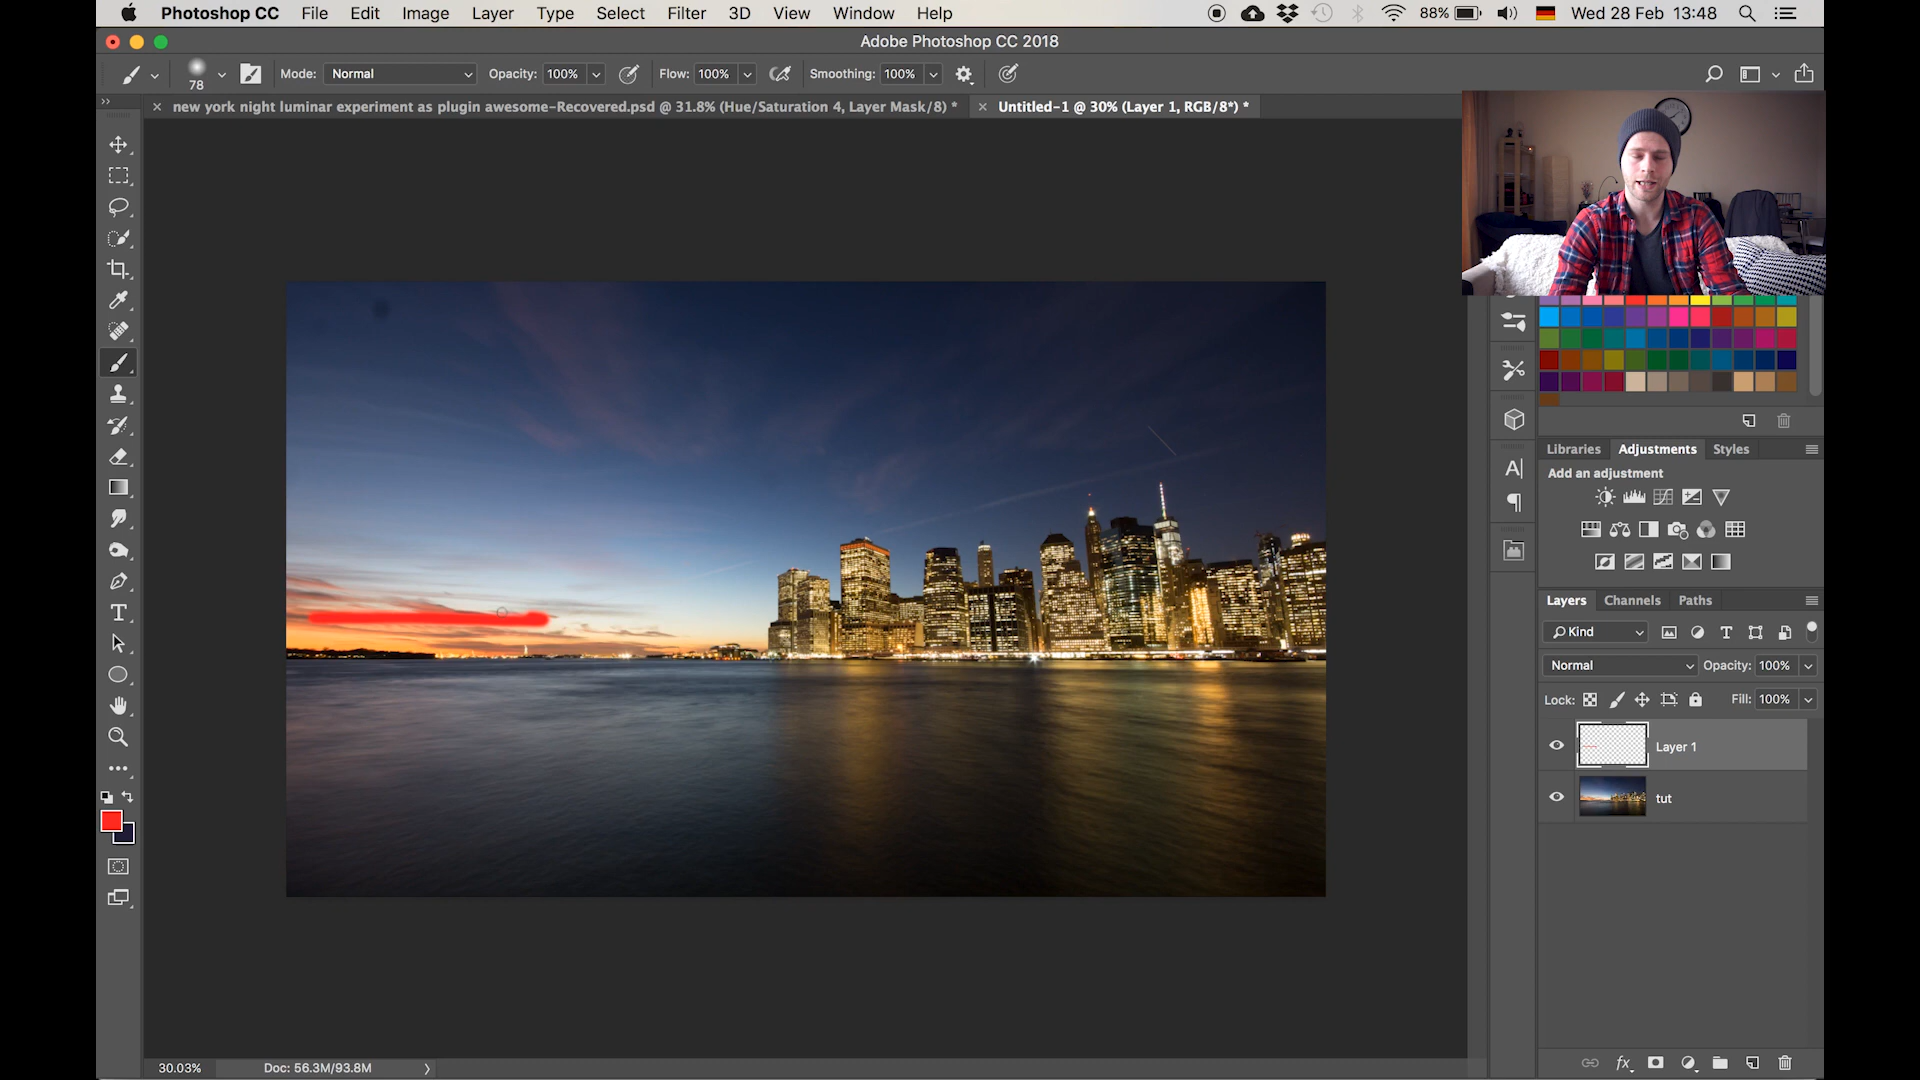 Photoshop CC File Edit Image Layer Type Select Filter 3D View Window Help 88% Wed 28 Feb 13:48
Adobe Photoshop CC 2018
78 Mode: Normal Opacity: 100% Flow: 100% Smoothing: 100%
new york night luminar experiment as plugin awesome-Recovered.psd @ 31.8% (Hue/Saturation 4, Layer Mask/8) *
Untitled-1 @ 30% (Layer 1, RGB/8*) *
Libraries Adjustments Styles
Add an adjustment
Layers Channels Paths
Kind
Normal Opacity: 100%
Lock: Fill: 100%
Layer 1
tut
fx
30.03% Doc: 56.3M/93.8M